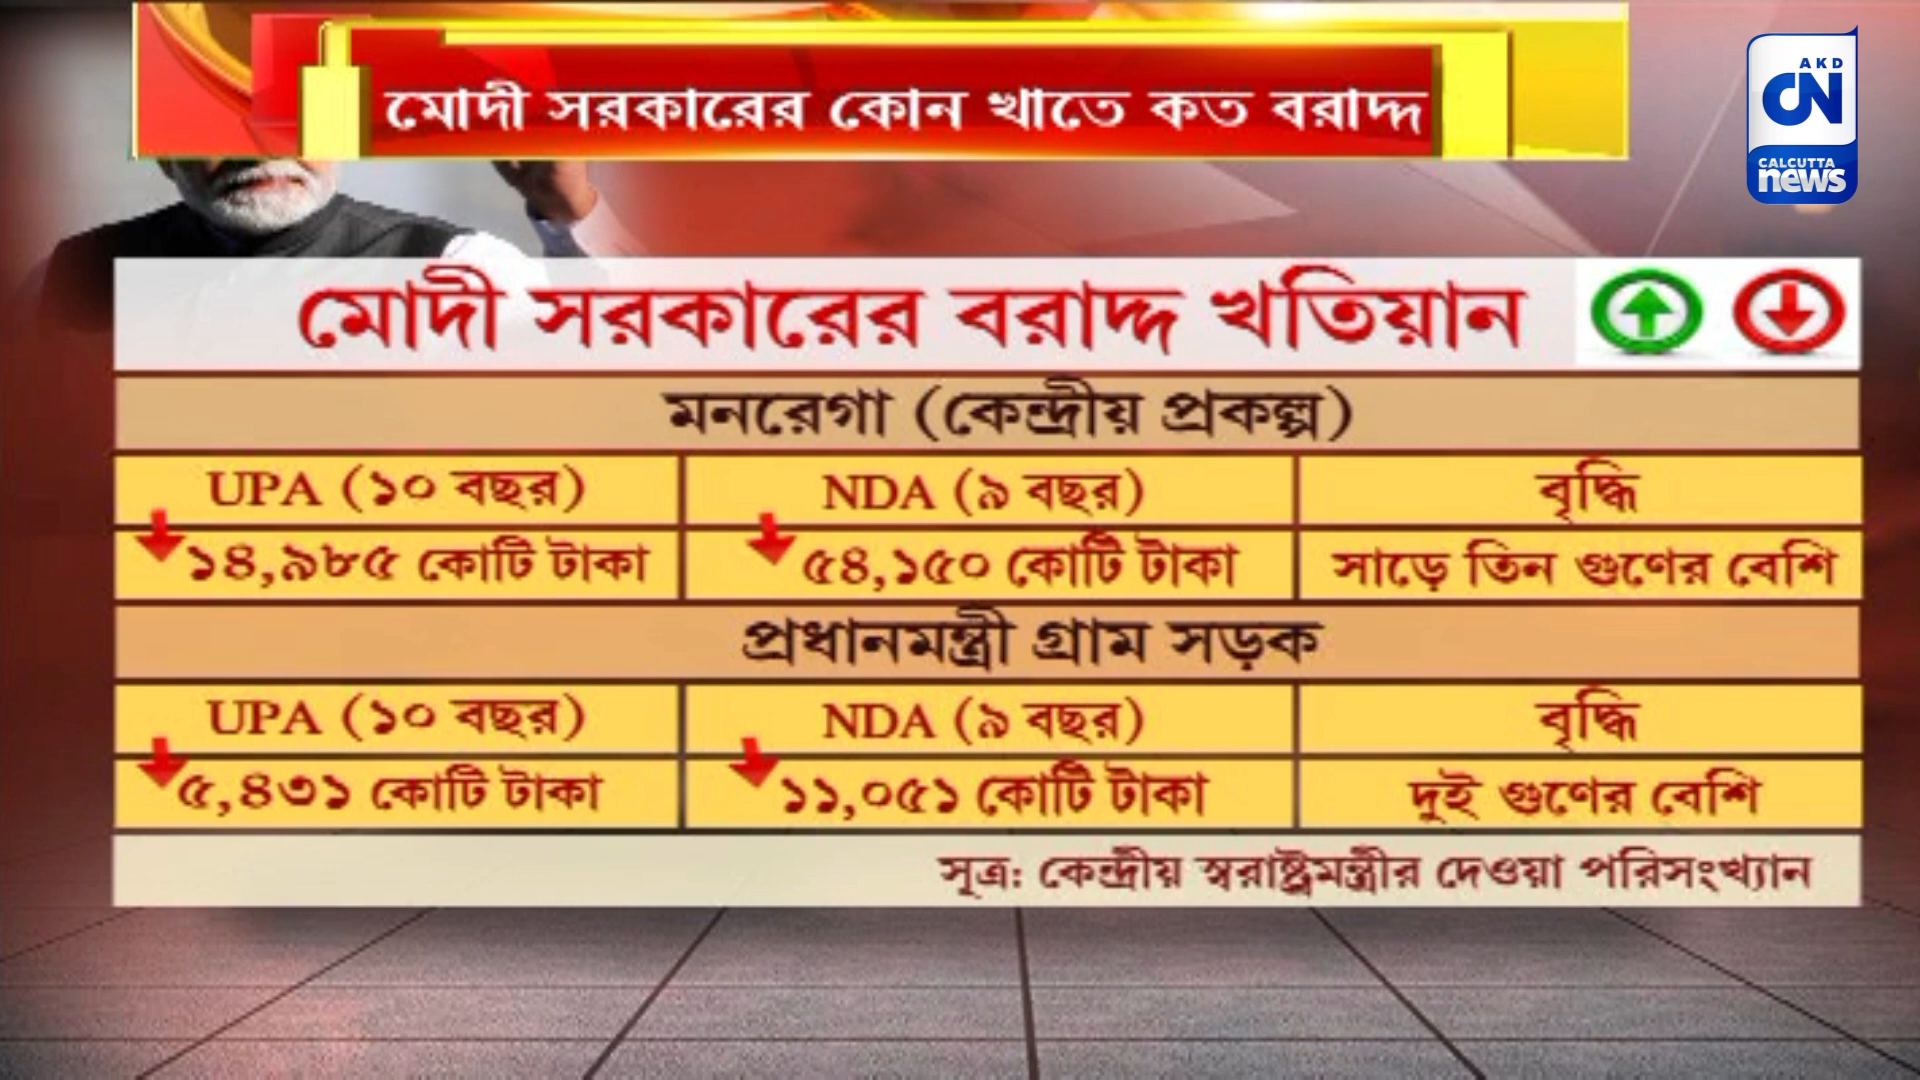 মোদী সরকারের কোন খাতে কত বরাদ্দ
AKD
CN
CALCUTTA
news
মোদী সরকারের বরাদ্দ খতিয়ান
মনরেগা (কেন্দ্রীয় প্রকল্প)
UPA (১০ বছর) NDA (৯ বছর) বৃদ্ধি
১৪,৯৮৫ কোটি টাকা ৫৪,১৫০ কোটি টাকা সাড়ে তিন গুণের বেশি
প্রধানমন্ত্রী গ্রাম সড়ক
UPA (১০ বছর) NDA (৯ বছর) বৃদ্ধি
৫,৪৩১ কোটি টাকা ১১,০৫১ কোটি টাকা দুই গুণের বেশি
সূত্র: কেন্দ্রীয় স্বরাষ্ট্রমন্ত্রীর দেওয়া পরিসংখ্যান